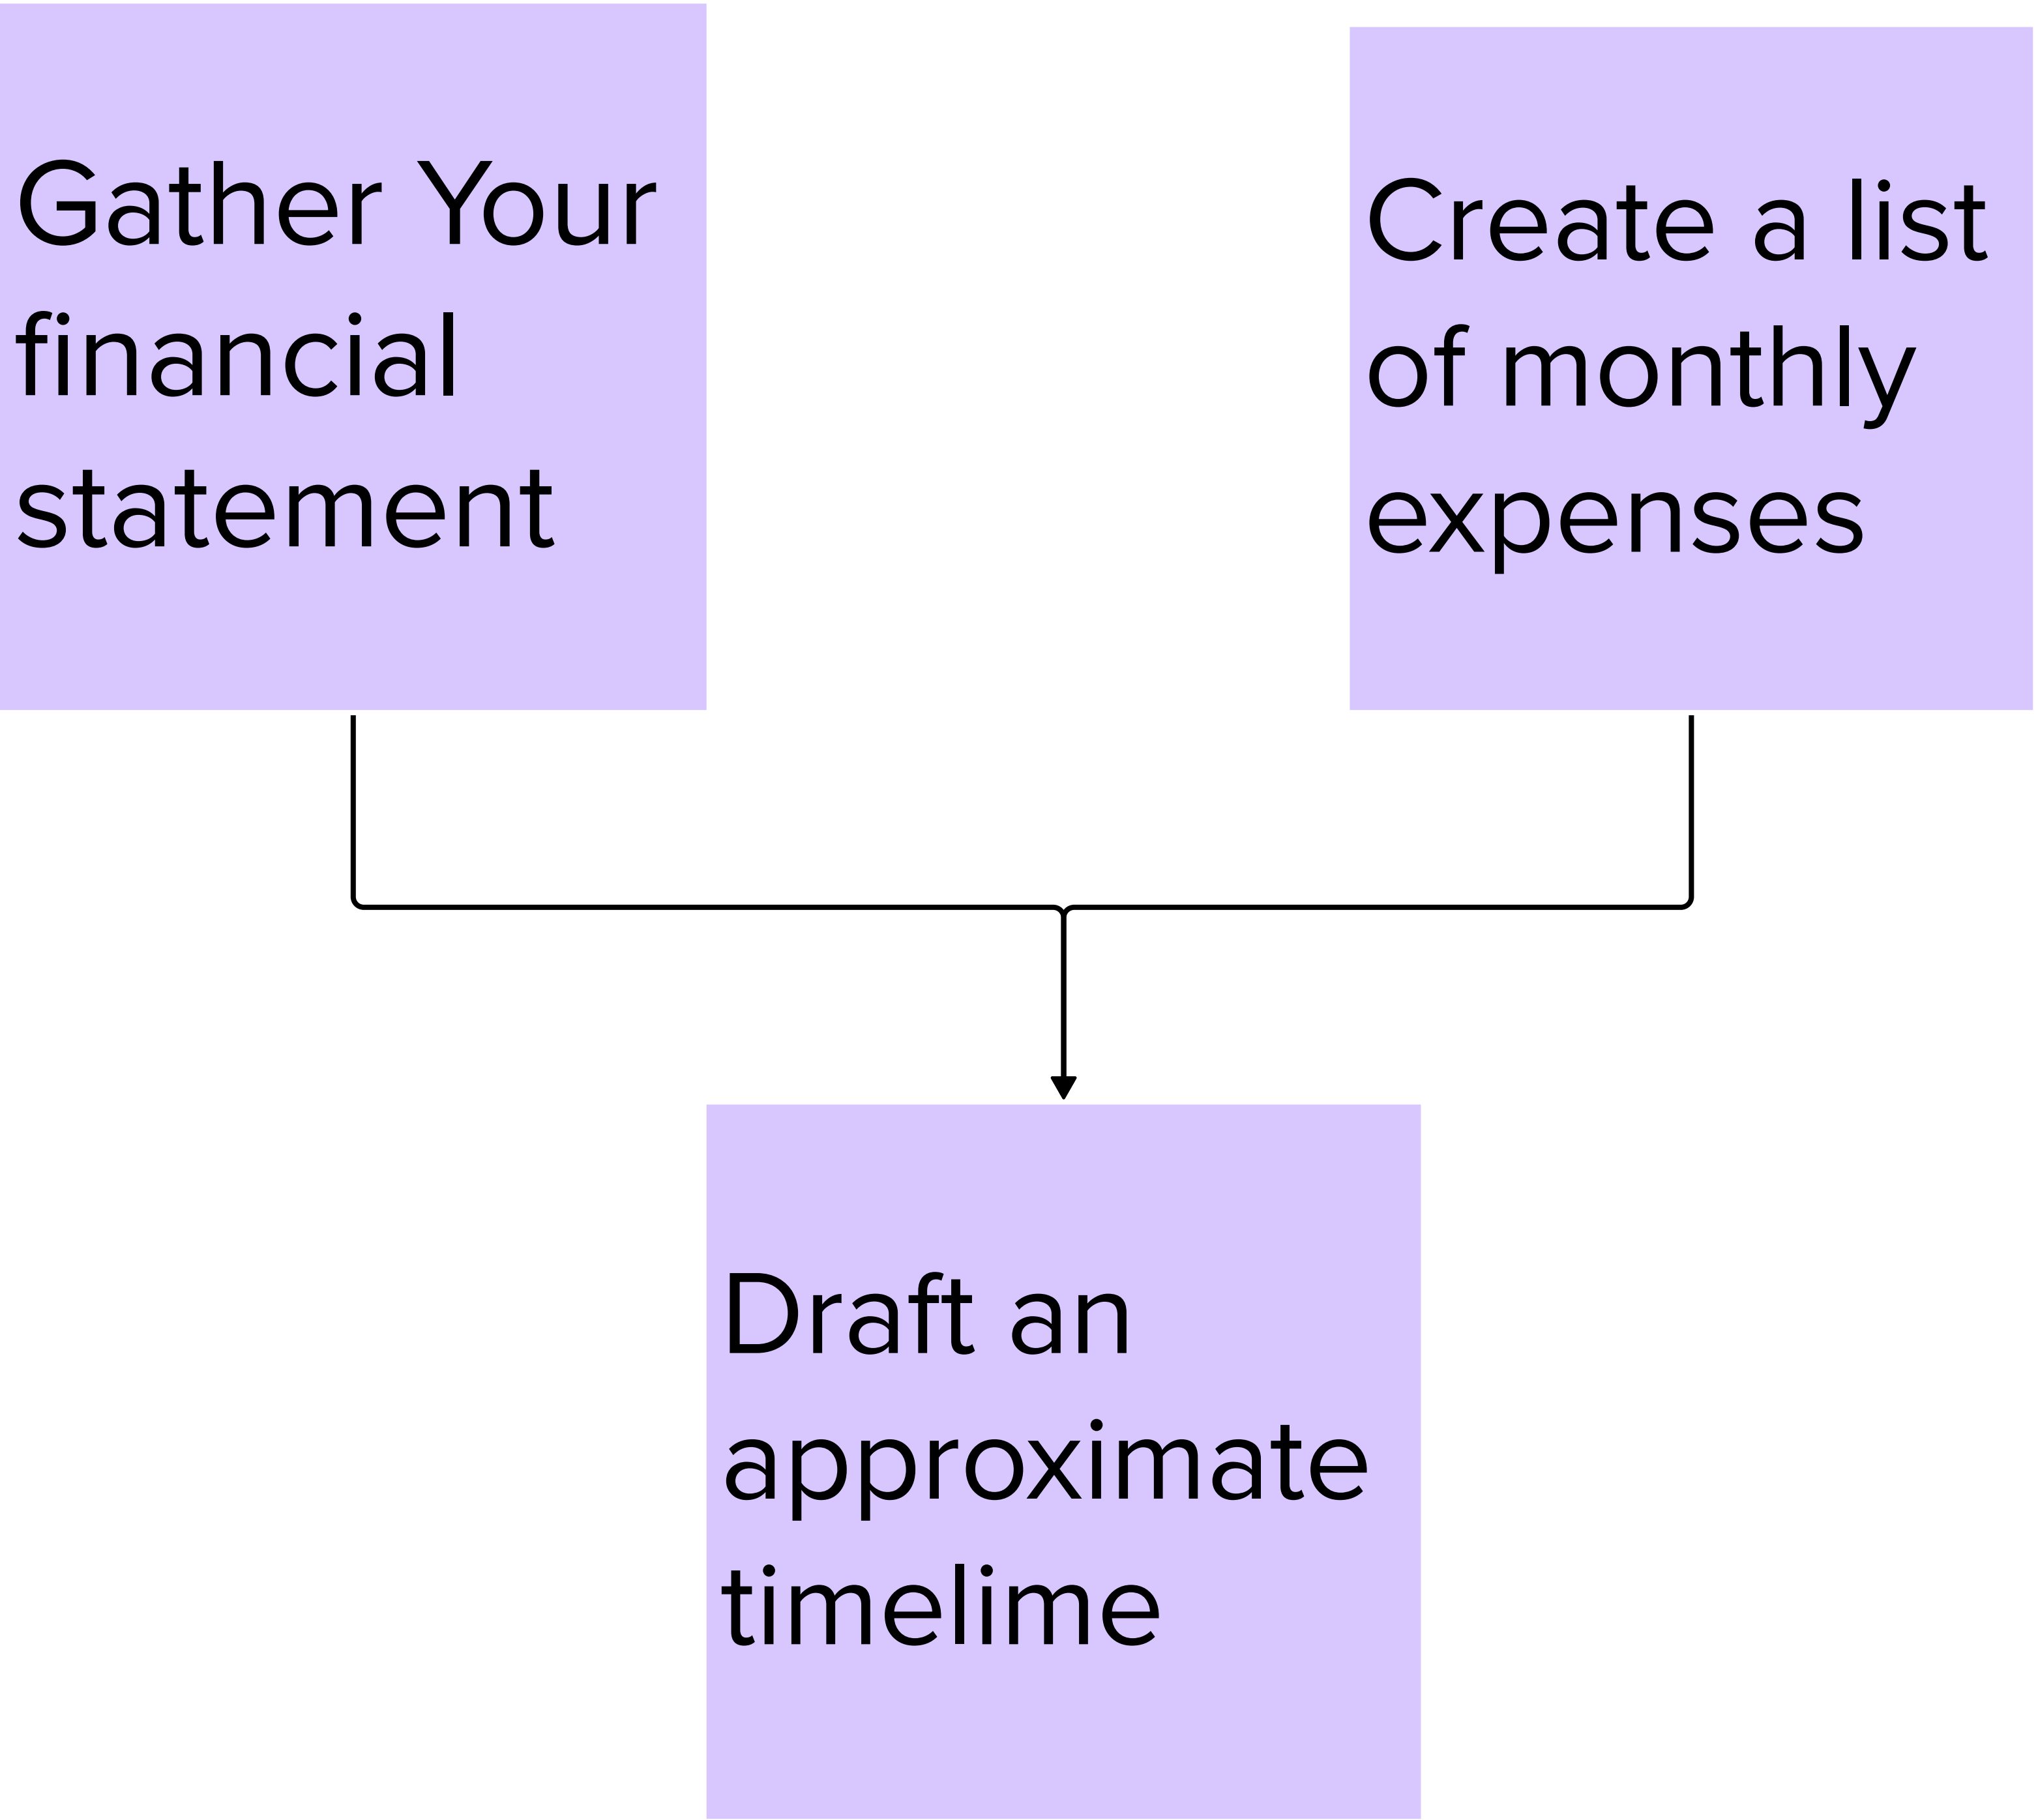 Gather Your
financial
statement
Create a list
of monthly
expenses
Draft an
approximate
timelime